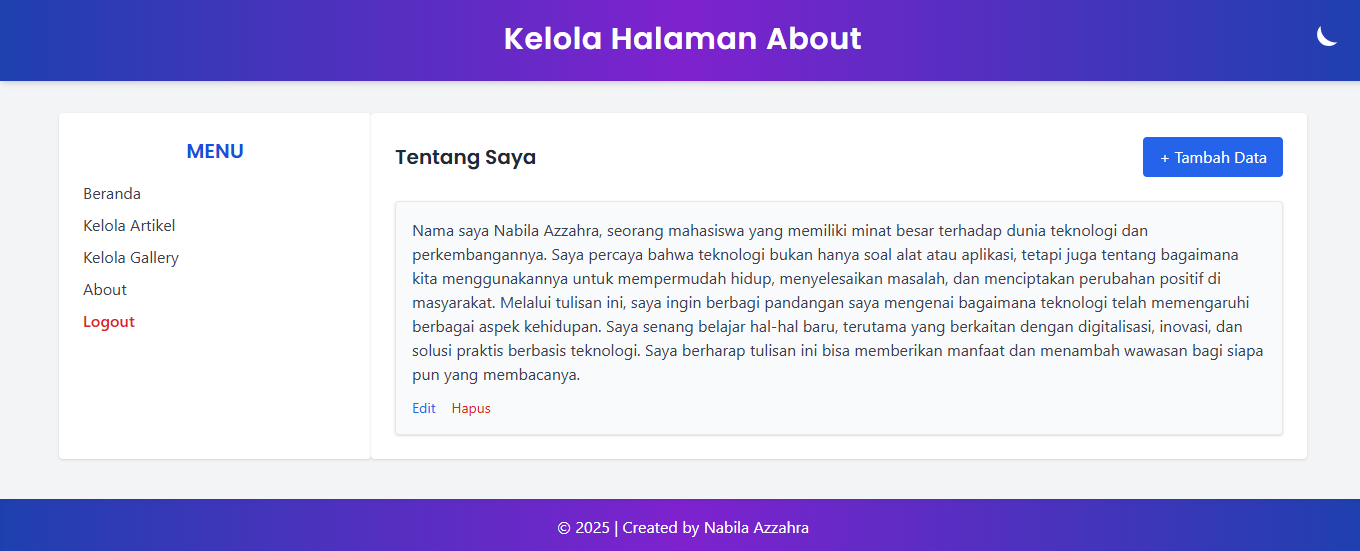 Kelola Halaman About
MENU
Beranda
Kelola Artikel
Kelola Gallery
About
Logout
Tentang Saya
+ Tambah Data
Nama saya Nabila Azzahra, seorang mahasiswa yang memiliki minat besar terhadap dunia teknologi dan
perkembangannya. Saya percaya bahwa teknologi bukan hanya soal alat atau aplikasi, tetapi juga tentang bagaimana
kita menggunakannya untuk mempermudah hidup, menyelesaikan masalah, dan menciptakan perubahan positif di
masyarakat. Melalui tulisan ini, saya ingin berbagi pandangan saya mengenai bagaimana teknologi telah memengaruhi
berbagai aspek kehidupan. Saya senang belajar hal-hal baru, terutama yang berkaitan dengan digitalisasi, inovasi, dan
solusi praktis berbasis teknologi. Saya berharap tulisan ini bisa memberikan manfaat dan menambah wawasan bagi siapa
pun yang membacanya.
Edit Hapus
© 2025 | Created by Nabila Azzahra